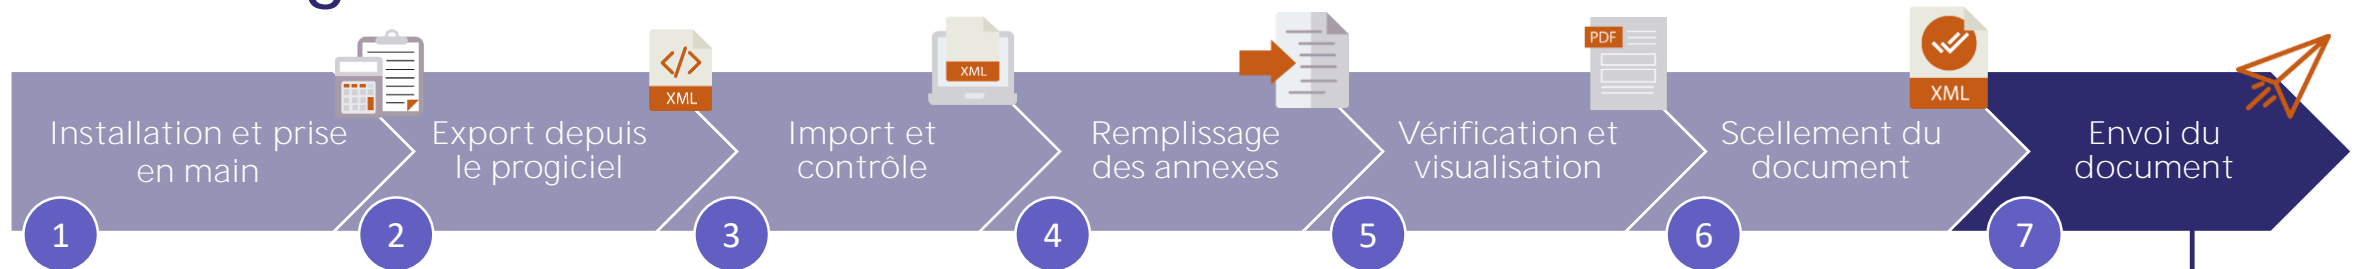 PDF
XML
XML
XML
Installation et prise
en main
Export depuis
le progiciel
Import et
contrôle
Remplissage
des annexes
Vérification et
visualisation
Scellement du
document
Envoi du
document
1
2
3
4
5
6
7